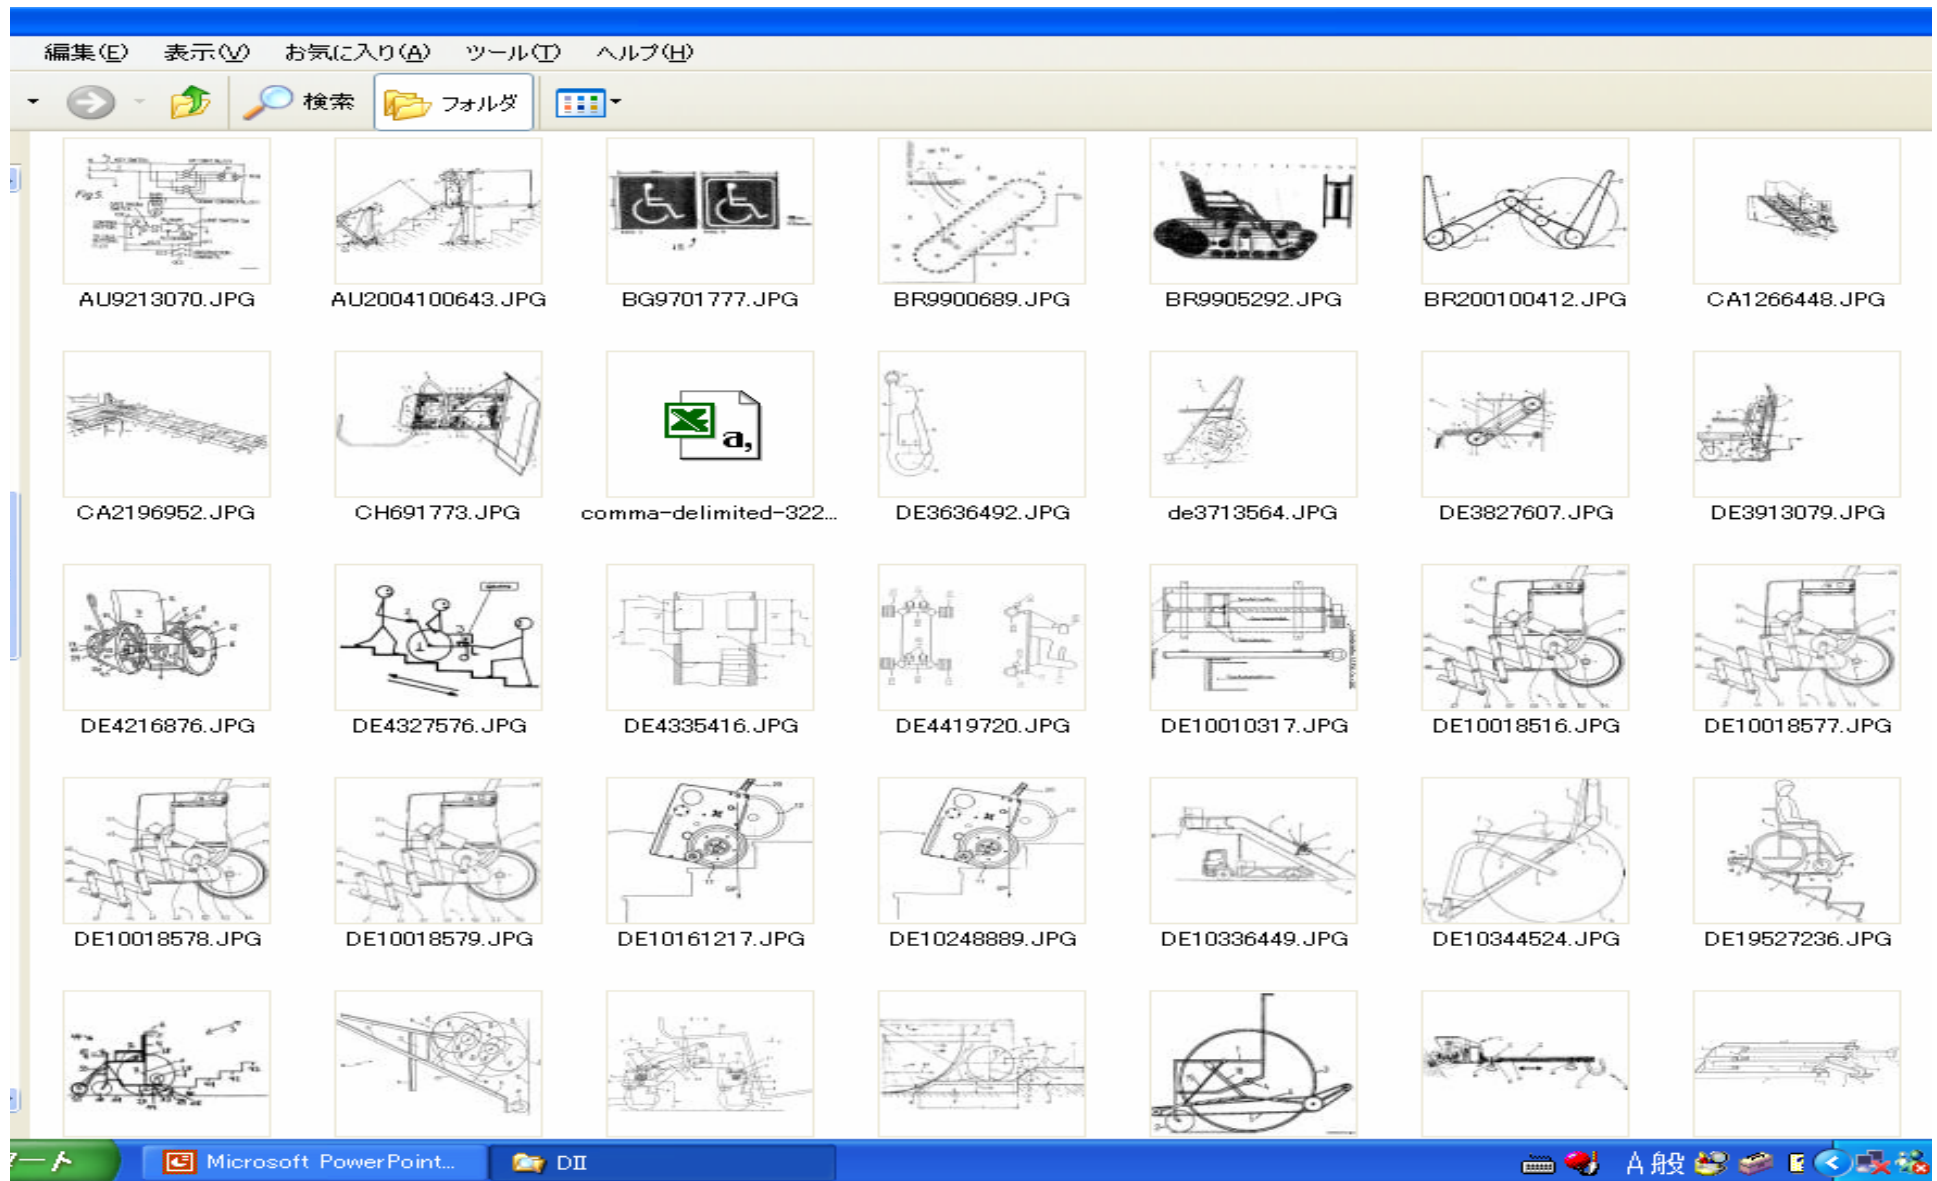 編集(E) 表示(V) お気に入り(A) ツール(T) ヘルプ(H)
検索 フォルダ
AU9213070.JPG AU2004100643.JPG BG9701777.JPG BR9900689.JPG BR9905292.JPG BR200100412.JPG CA1266448.JPG
CA2196952.JPG CH691773.JPG comma-delimited-322... DE3636492.JPG de3713564.JPG DE3827607.JPG DE3913079.JPG
DE4216876.JPG DE4327576.JPG DE4335416.JPG DE4419720.JPG DE10010317.JPG DE10018516.JPG DE10018577.JPG
DE10018578.JPG DE10018579.JPG DE10161217.JPG DE10248889.JPG DE10336449.JPG DE10344524.JPG DE19527236.JPG
ート Microsoft PowerPoint... DII A 般